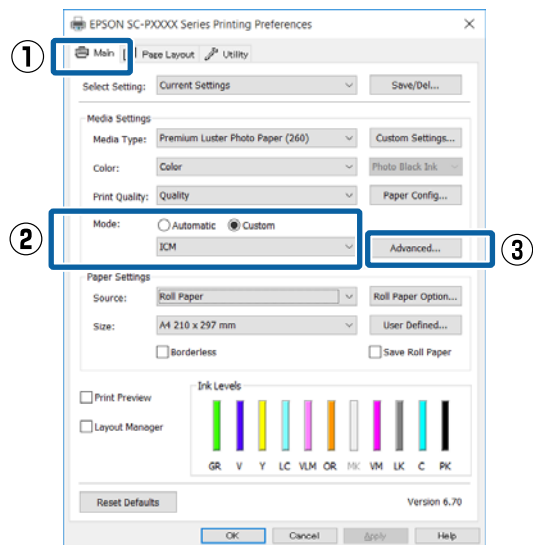 EPSON SC-PXXXX Series Printing Preferences
① Main Page Layout Utility
Select Setting: Current Settings Save/Del...
Media Settings
Media Type: Premium Luster Photo Paper (260) Custom Settings...
Color: Color Photo Black Ink
Print Quality: Quality Paper Config...
Mode: Automatic Custom
② ICM Advanced... ③
Paper Settings
Source: Roll Paper Roll Paper Option...
Size: A4 210 x 297 mm User Defined...
Borderless Save Roll Paper
Print Preview Ink Levels
Layout Manager
GR V Y LC VLM OR MK VM LK C PK
Reset Defaults Version 6.70
OK Cancel Apply Help